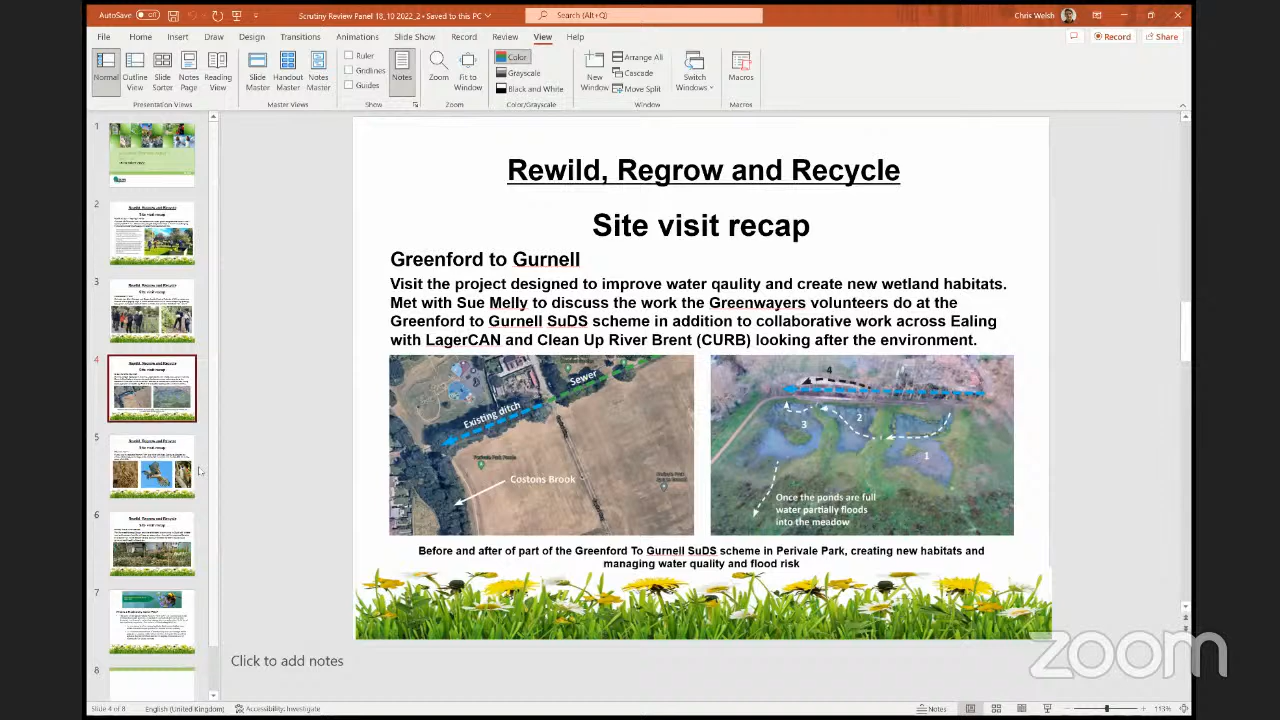 AutoSave Off
Scrutiny Review Panel 18_10 2022_2 • Saved to this PC
Search (Alt+Q)
Chris Welsh
File Home Insert Draw Design Transitions Animations Slide Show Record Review View Help
Record Share
Normal Outline View Slide Sorter Notes Page Reading View
Presentation Views
Slide Master Handout Master Notes Master
Master Views
Ruler
Gridlines
Guides
Show
Notes
Zoom Fit to Window
Zoom
Color
Grayscale
Black and White
Color/Grayscale
New Window
Arrange All
Cascade
Move Split
Switch Windows
Window
Macros
Macros
1
2
3
4
5
6
7
8
Rewild, Regrow and Recycle
Site visit recap
Greenford to Gurnell
Visit the project designed to improve water qaulity and create new wetland habitats.
Met with Sue Meily to discuss the work the Greenwayers volunteers do at the
Greenford to Gurnell SuDS scheme in addition to collaborative work across Ealing
with LagerCAN and Clean Up River Brent (CURB) looking after the environment.
Sewer
Existing ditch
Costons Brook
3
2
1
Once the ponds are full
water partially floods
into the meadow
Before and after of part of the Greenford To Gurnell SuDS scheme in Perivale Park, creating new habitats and
managing water quality and flood risk
Click to add notes
zoom
Slide 4 of 8 English (United Kingdom) Accessibility: Investigate Notes 113%